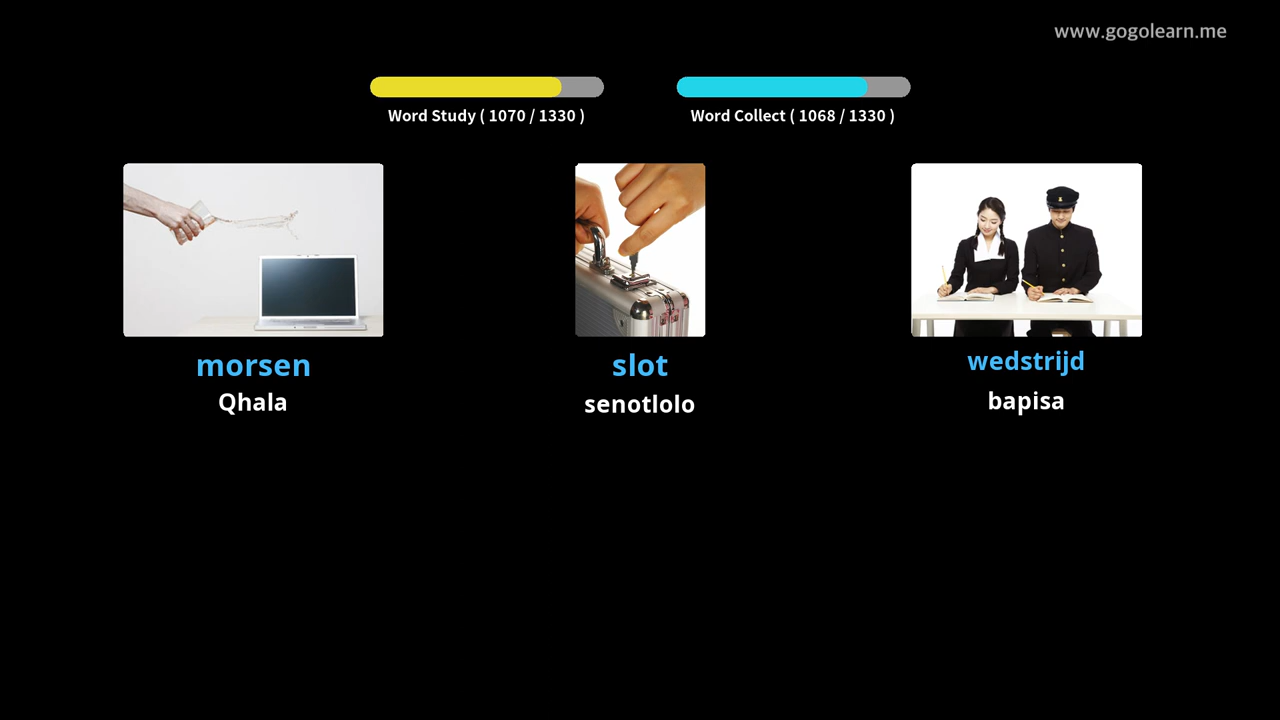 www.gogolearn.me
Word Study ( 1070 / 1330 )
Word Collect ( 1068 / 1330 )
morsen
slot
wedstrijd
Qhala
senotlolo
bapisa